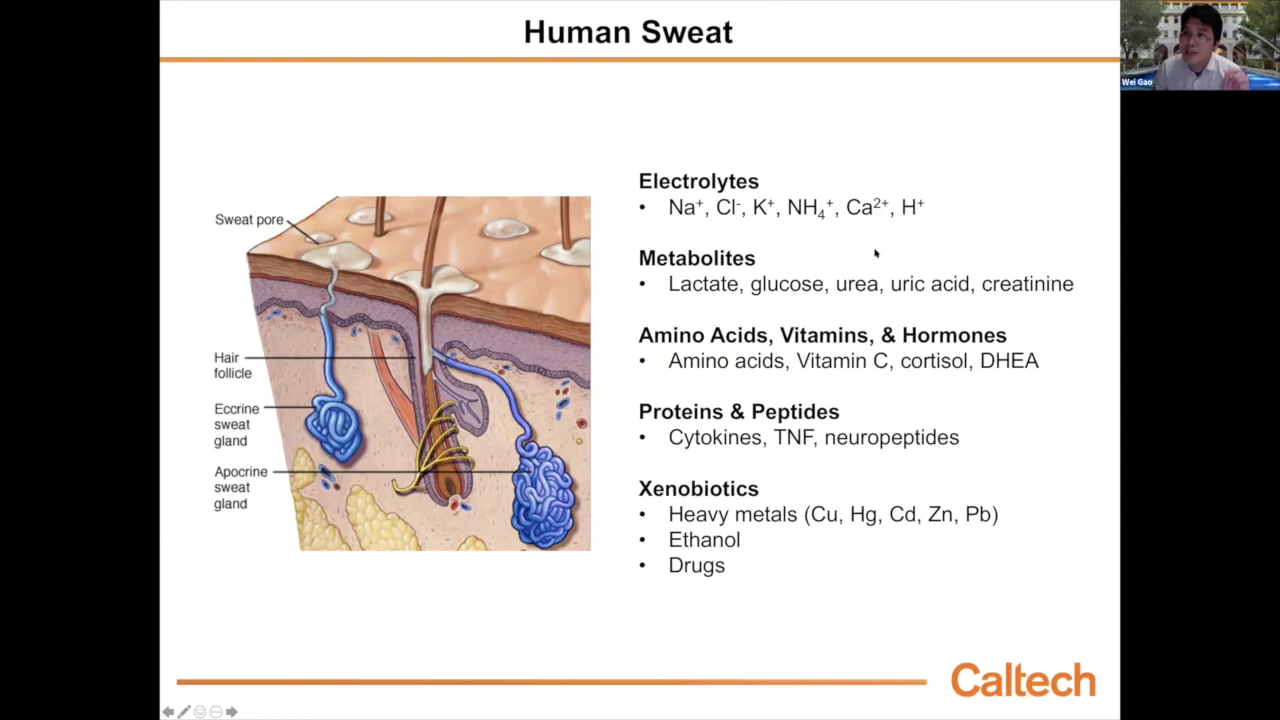 Human Sweat
Wei Gao
Sweat pore
Hair
follicle
Eccrine
sweat
gland
Apocrine
sweat
gland
Electrolytes
• Na⁺, Cl⁻, K⁺, NH₄⁺, Ca²⁺, H⁺
Metabolites
• Lactate, glucose, urea, uric acid, creatinine
Amino Acids, Vitamins, & Hormones
• Amino acids, Vitamin C, cortisol, DHEA
Proteins & Peptides
• Cytokines, TNF, neuropeptides
Xenobiotics
• Heavy metals (Cu, Hg, Cd, Zn, Pb)
• Ethanol
• Drugs
Caltech